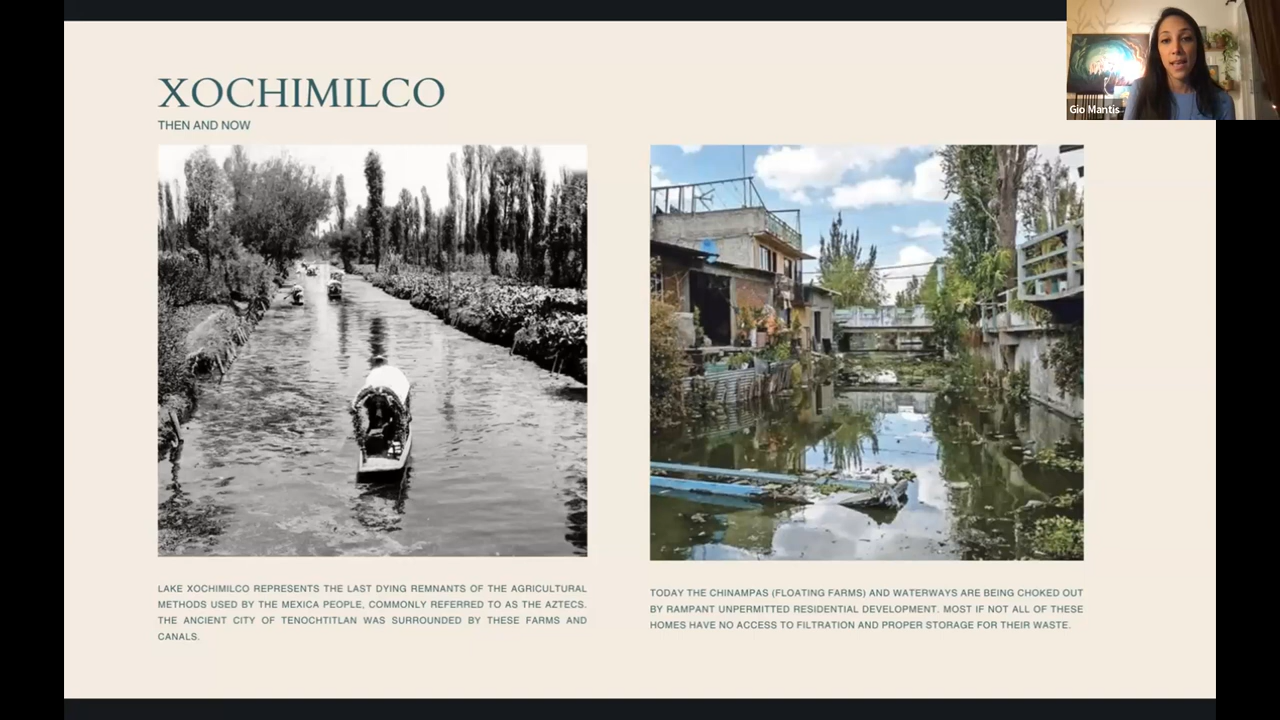 XOCHIMILCO
THEN AND NOW
LAKE XOCHIMILCO REPRESENTS THE LAST DYING REMNANTS OF THE AGRICULTURAL
METHODS USED BY THE MEXICA PEOPLE, COMMONLY REFERRED TO AS THE AZTECS.
THE ANCIENT CITY OF TENOCHTITLAN WAS SURROUNDED BY THESE FARMS AND
CANALS.
TODAY THE CHINAMPAS (FLOATING FARMS) AND WATERWAYS ARE BEING CHOKED OUT
BY RAMPANT UNPERMITTED RESIDENTIAL DEVELOPMENT. MOST IF NOT ALL OF THESE
HOMES HAVE NO ACCESS TO FILTRATION AND PROPER STORAGE FOR THEIR WASTE.
Gio Mantis